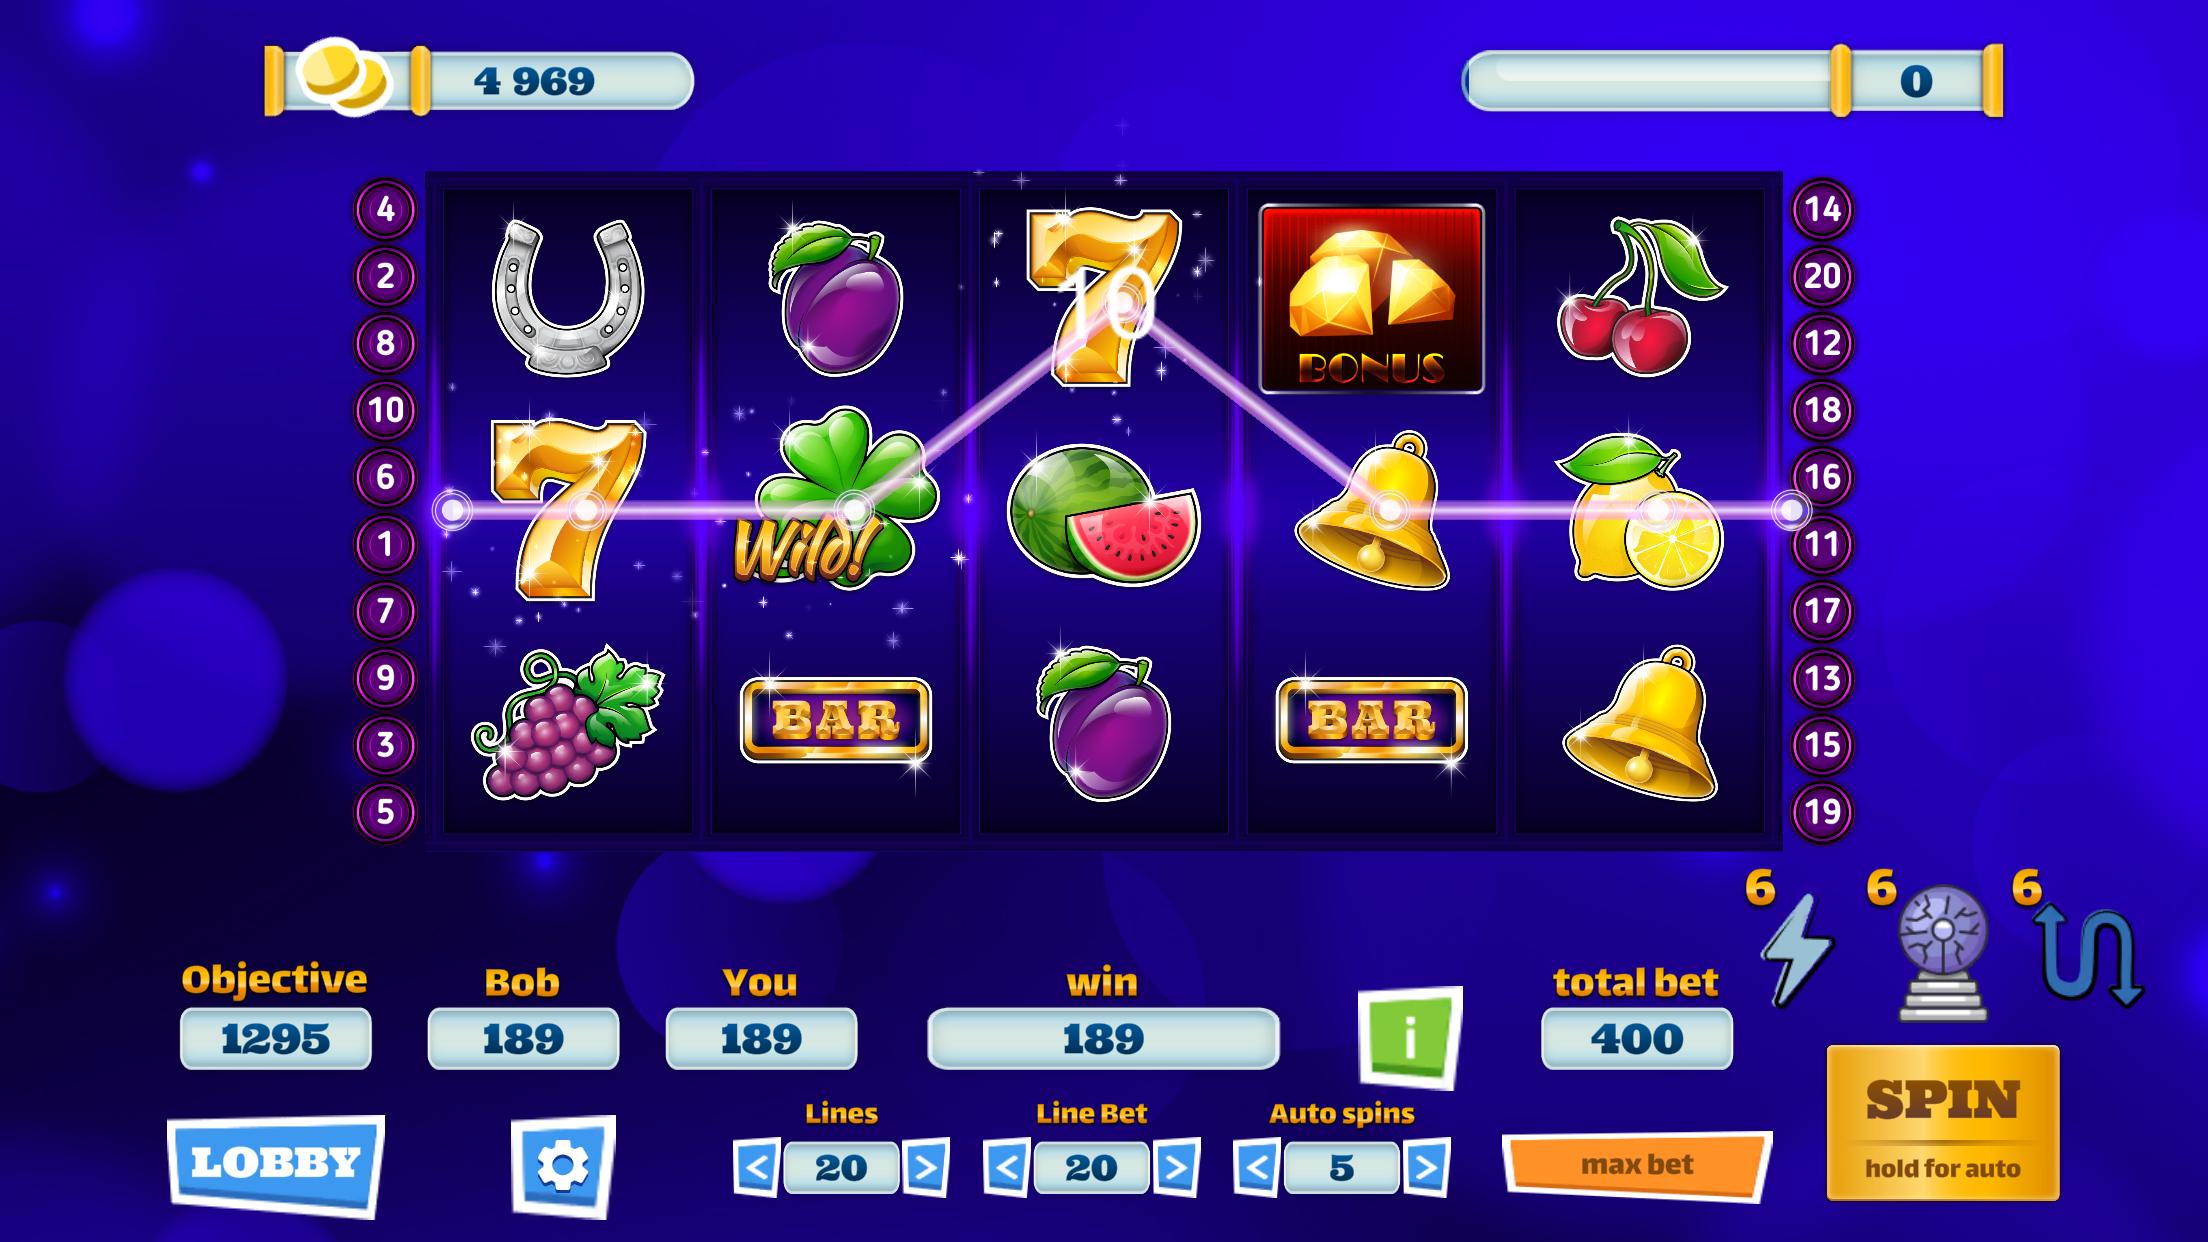 4 969
0
4
14
2
20
8
12
10
10
BONUS
18
6
16
Wild!
1
11
7
17
9
BAR
BAR
13
3
15
5
19
6
6
6
Objective
Bob
You
win
total bet
1295
189
189
189
i
400
Lines
Line Bet
Auto spins
LOBBY
< 20 >
< 20 >
< 5 >
max bet
SPIN
hold for auto